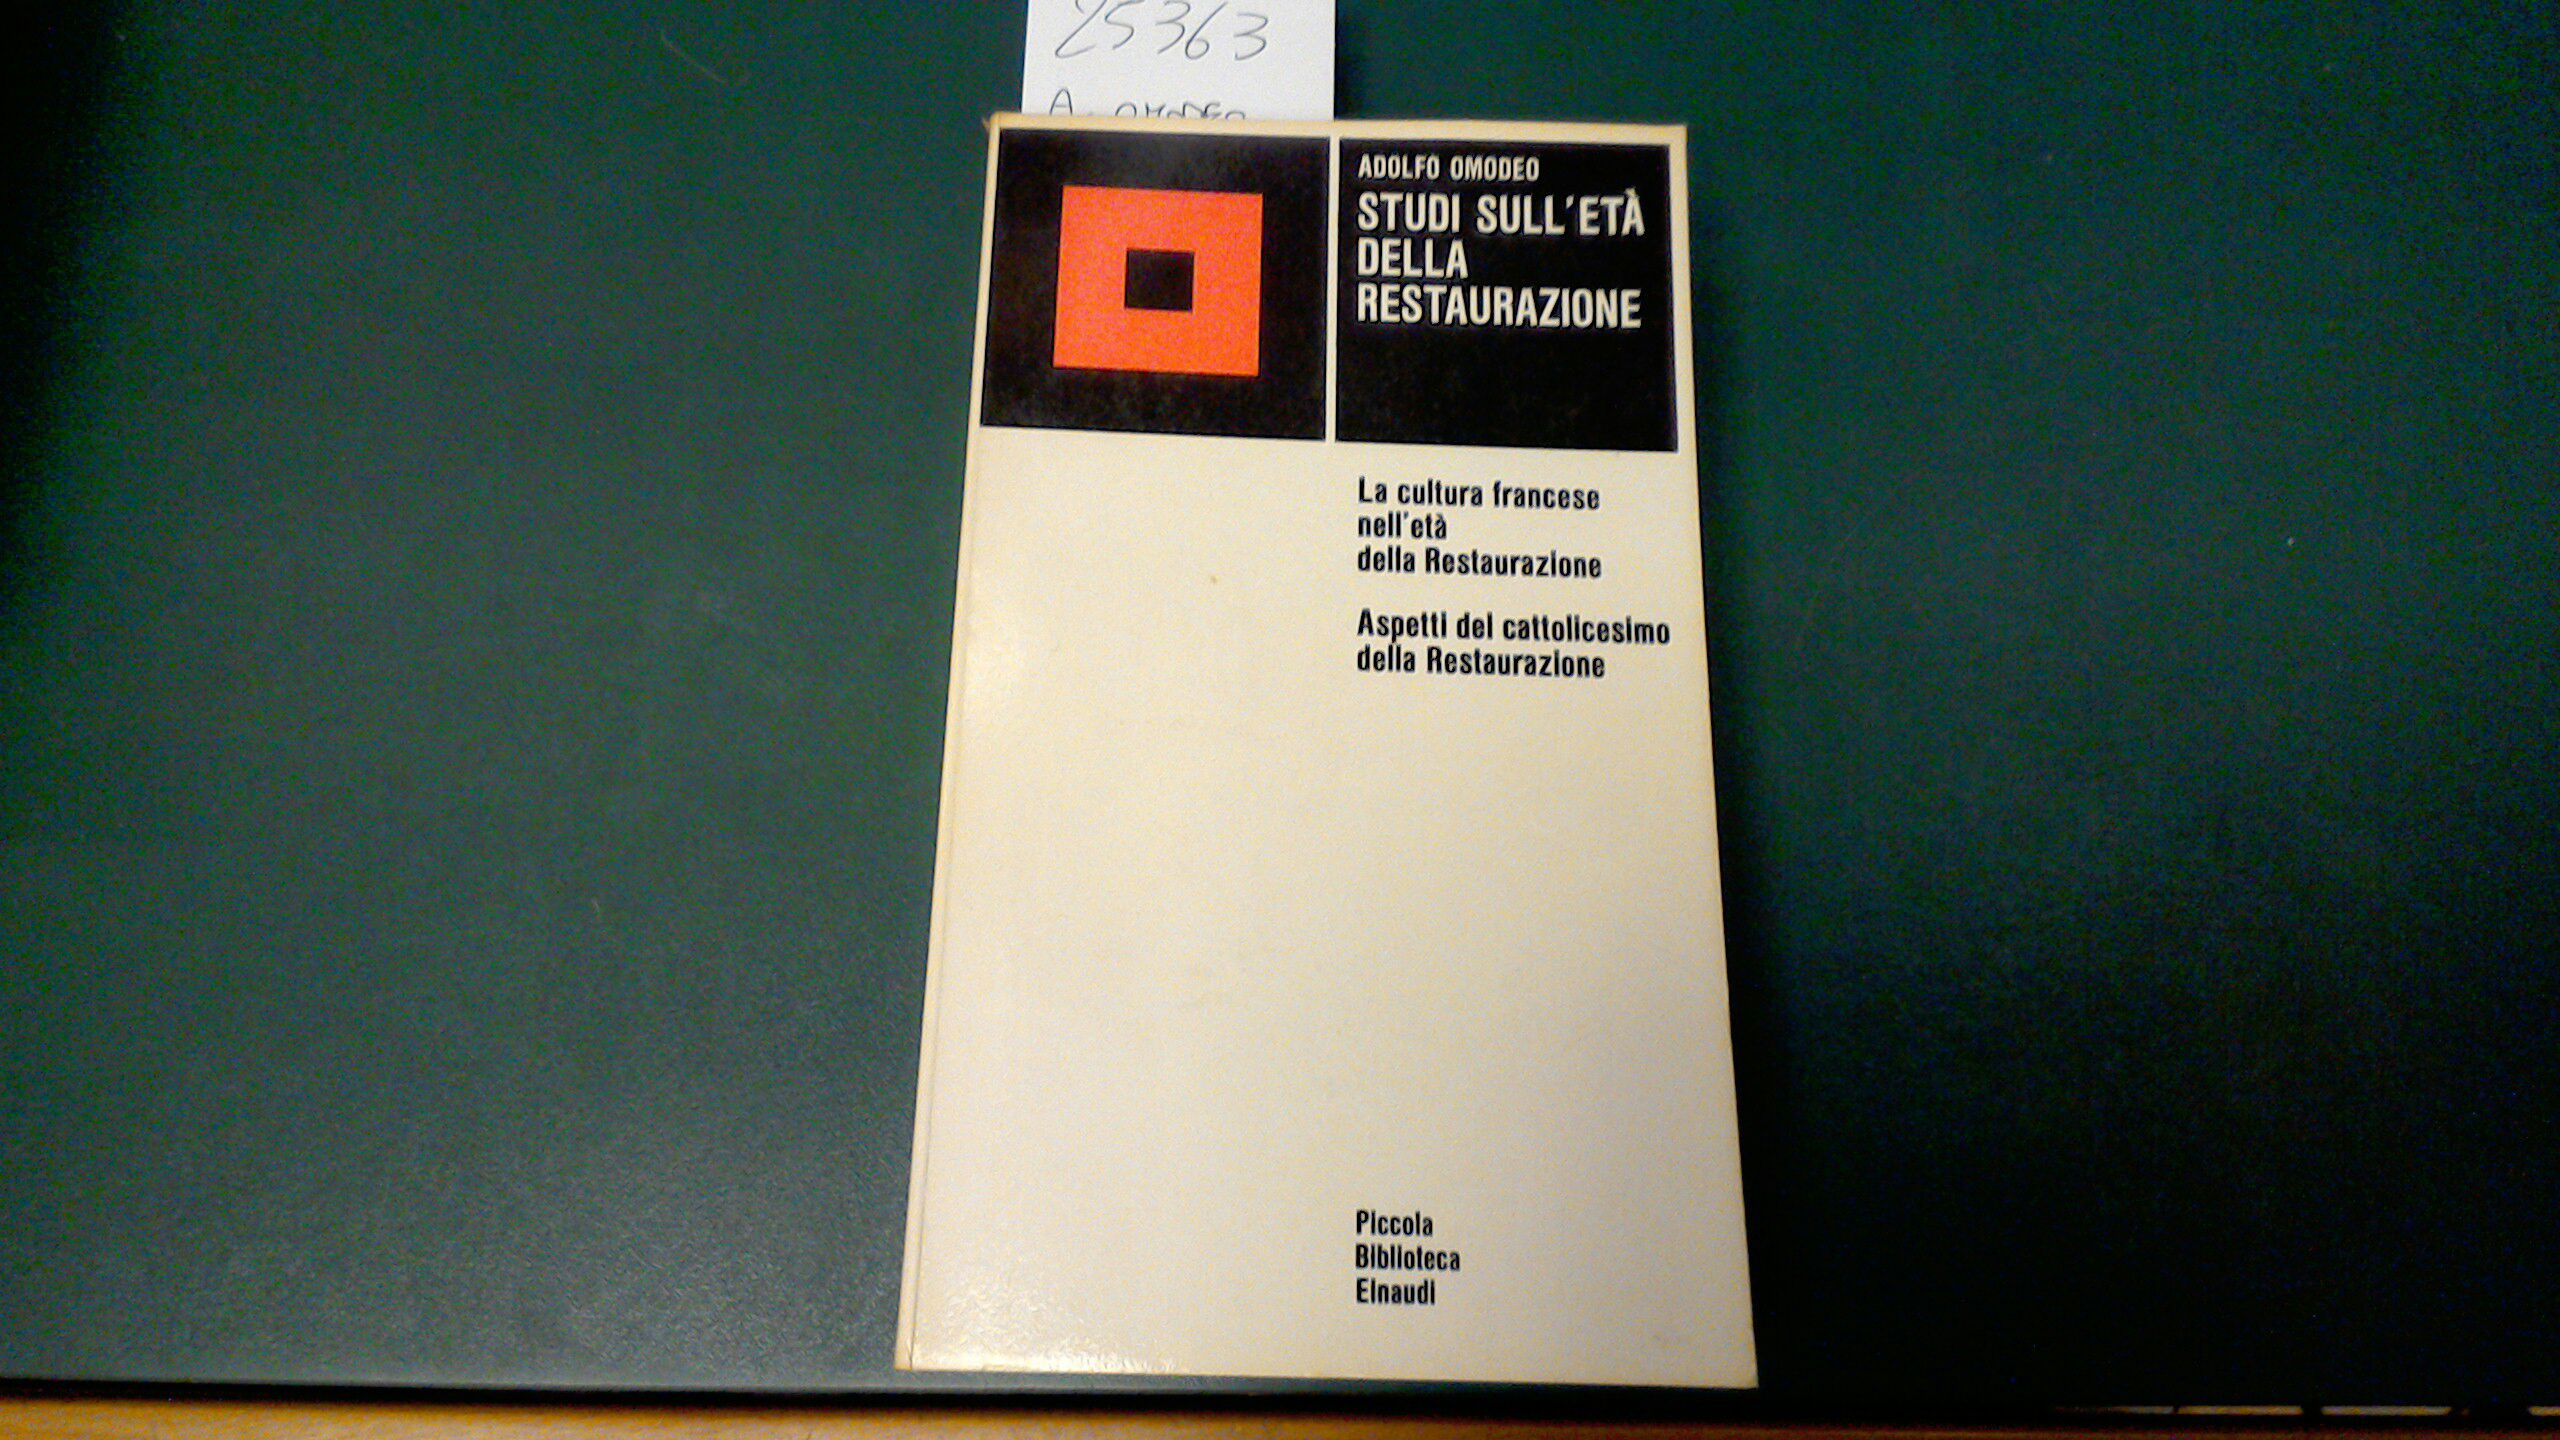 25363
A. OMODEO
ADOLFO OMODEO
STUDI SULL'ETÀ
DELLA
RESTAURAZIONE
La cultura francese
nell'età
della Restaurazione
Aspetti del cattolicesimo
della Restaurazione
Piccola
Biblioteca
Einaudi